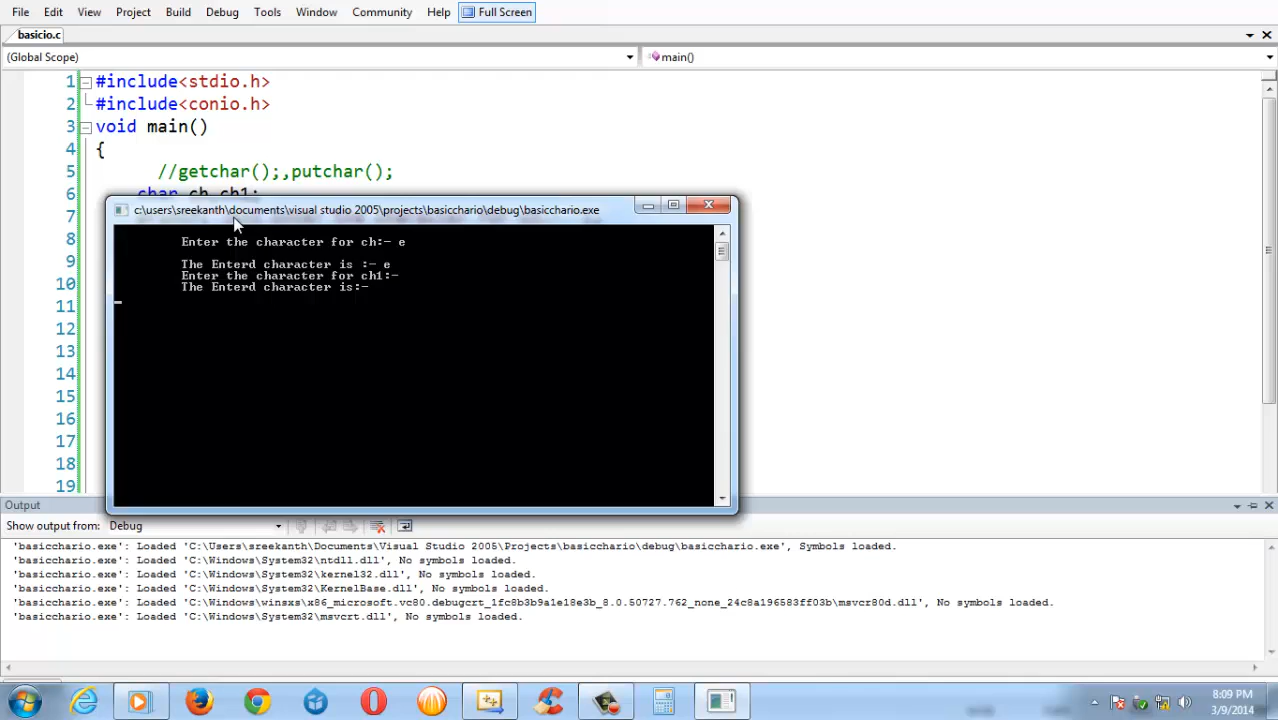 File Edit View Project Build Debug Tools Window Community Help Full Screen
basicio.c
(Global Scope) main()
1 #include<stdio.h>
2 #include<conio.h>
3 void main()
4 {
5 //getchar();,putchar();
6 char ch,ch1;
7
8
9
10
11
12
13
14
15
16
17
18
19
c:\users\sreekanth\documents\visual studio 2005\projects\basicchario\debug\basicchario.exe
Enter the character for ch:- e
The Enterd character is :- e
Enter the character for ch1:-
The Enterd character is:-
Output
Show output from: Debug
'basicchario.exe': Loaded 'C:\Users\sreekanth\Documents\Visual Studio 2005\Projects\basicchario\debug\basicchario.exe', Symbols loaded.
'basicchario.exe': Loaded 'C:\Windows\System32\ntdll.dll', No symbols loaded.
'basicchario.exe': Loaded 'C:\Windows\System32\kernel32.dll', No symbols loaded.
'basicchario.exe': Loaded 'C:\Windows\System32\KernelBase.dll', No symbols loaded.
'basicchario.exe': Loaded 'C:\Windows\winsxs\x86_microsoft.vc80.debugcrt_1fc8b3b9a1e18e3b_8.0.50727.762_none_24c8a196583ff03b\msvcr80d.dll', No symbols loaded.
'basicchario.exe': Loaded 'C:\Windows\System32\msvcrt.dll', No symbols loaded.
8:09 PM
3/9/2014